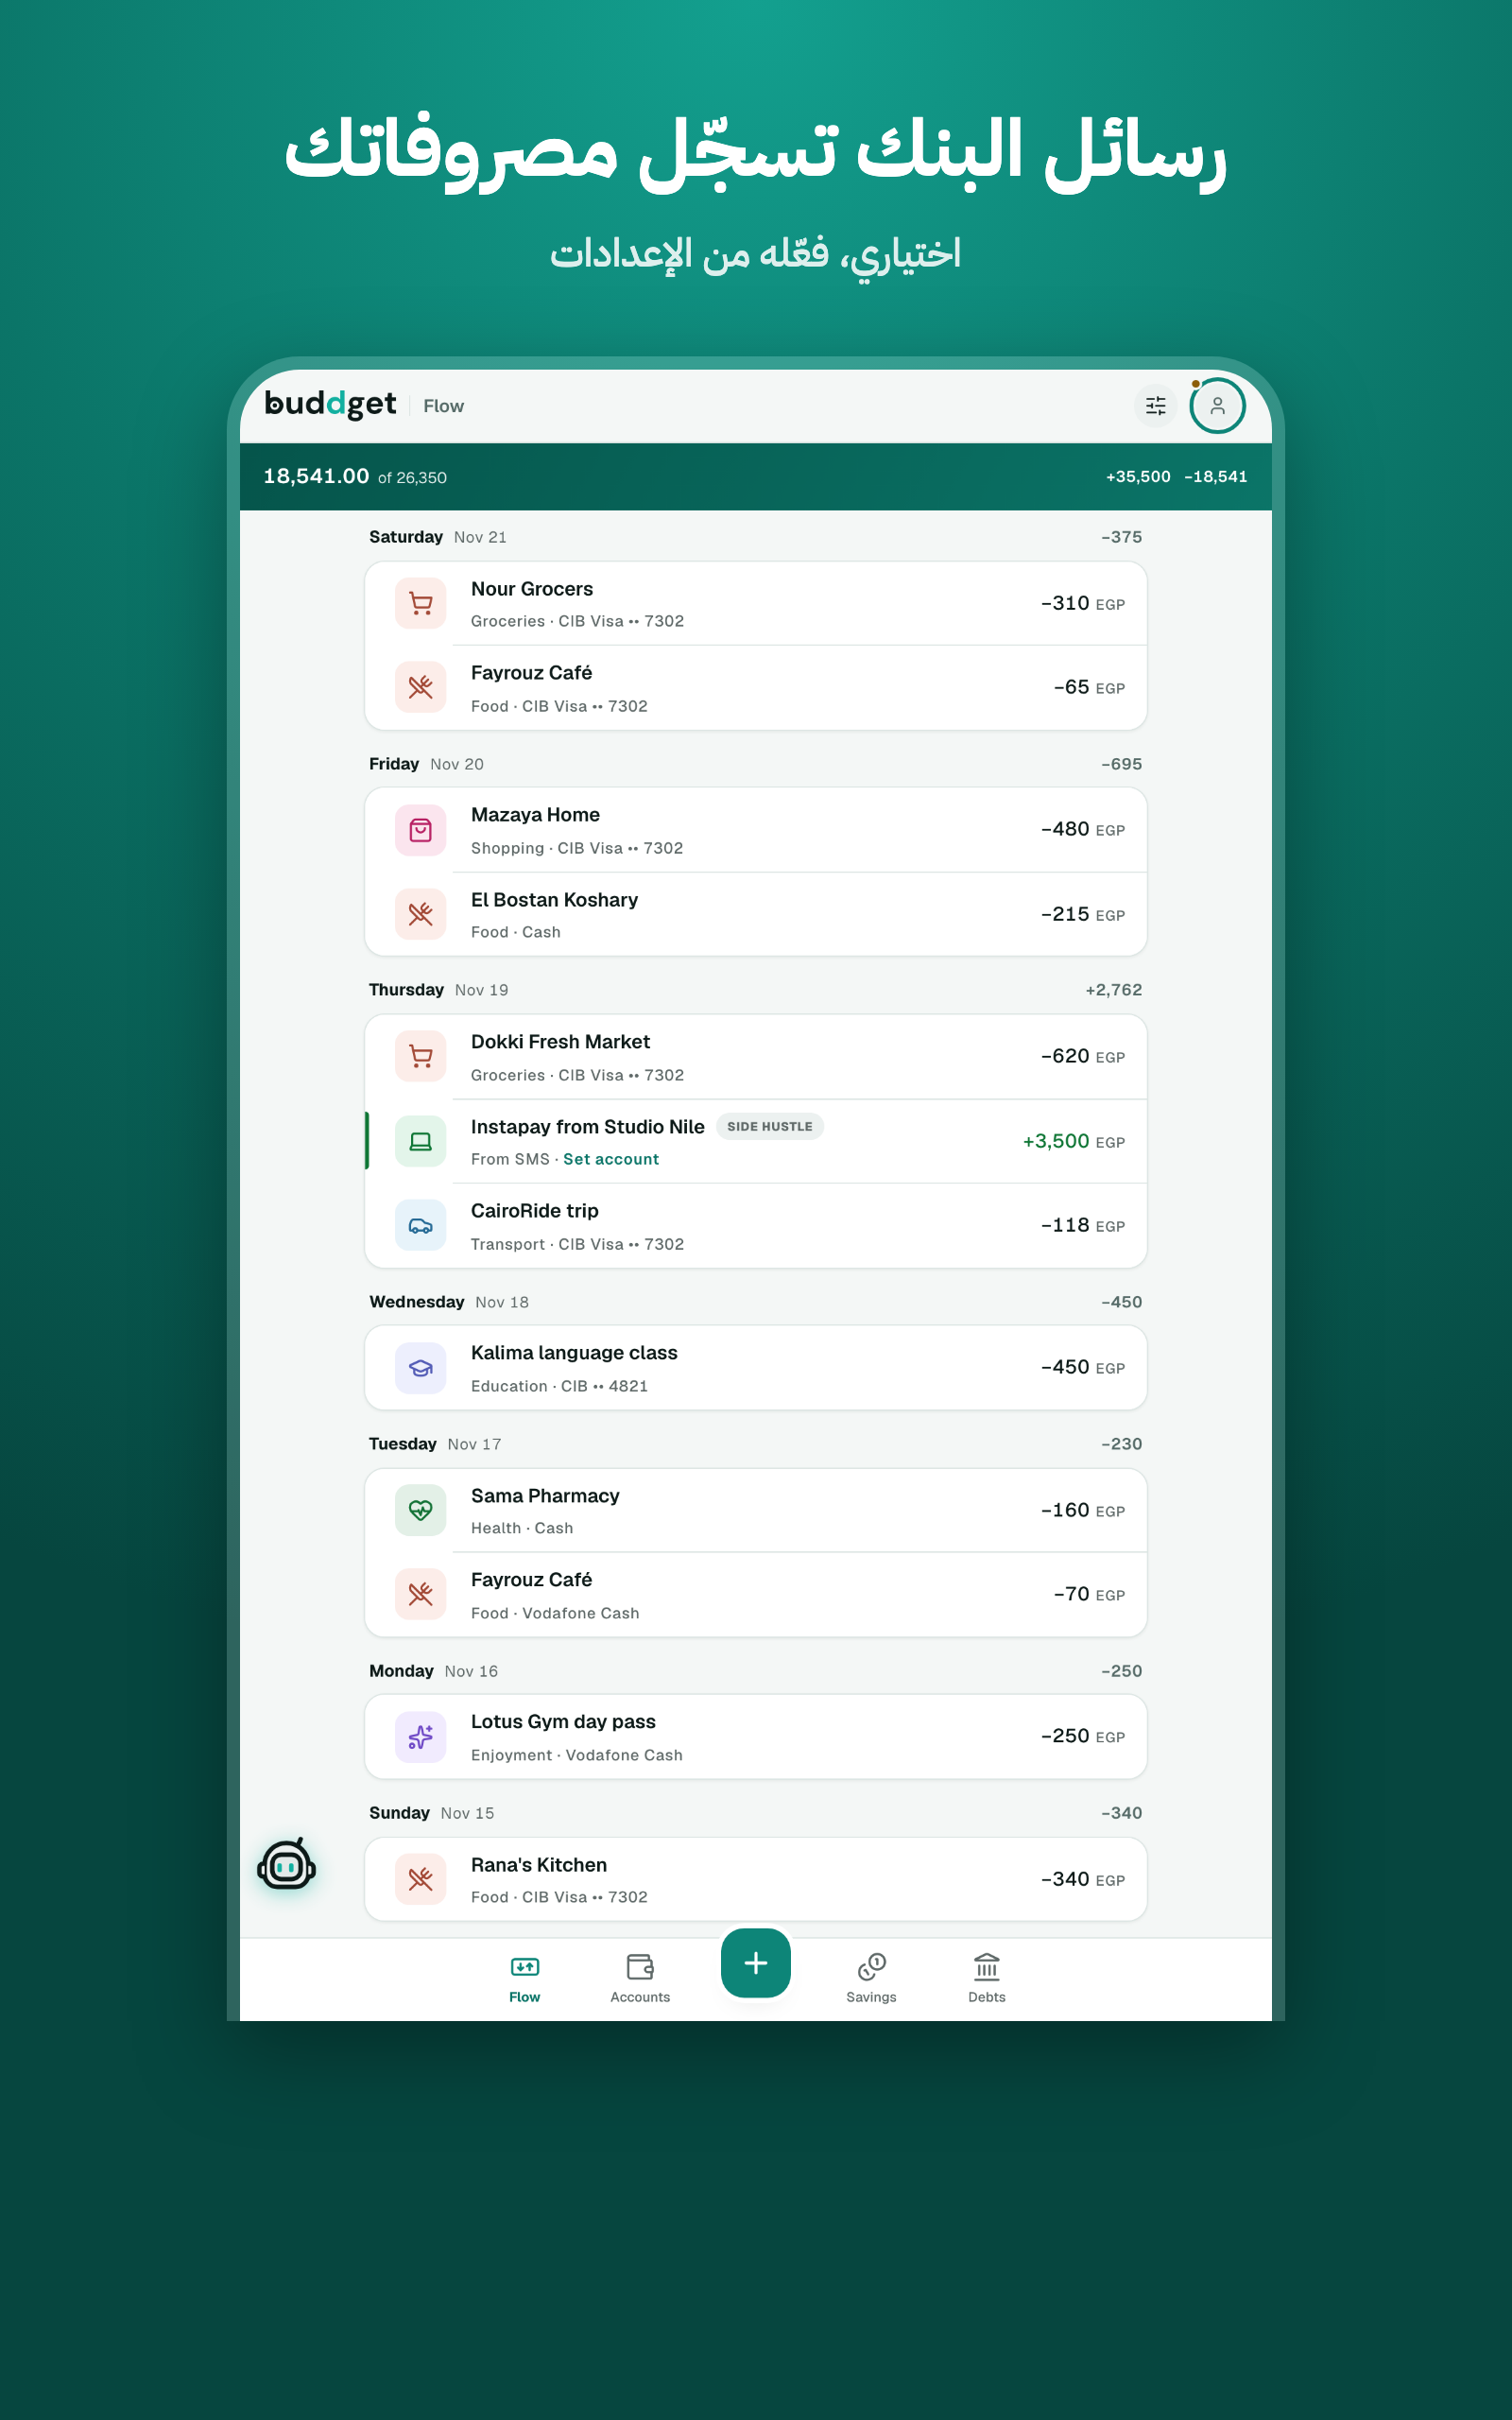 رسائل البنك تسجّل مصروفاتك
اختياري، فعّله من الإعدادات
buddget Flow
18,541.00 of 26,350 +35,500 −18,541
Saturday Nov 21 −375
Nour Grocers
Groceries · CIB Visa •• 7302
−310 EGP
Fayrouz Café
Food · CIB Visa •• 7302
−65 EGP
Friday Nov 20 −695
Mazaya Home
Shopping · CIB Visa •• 7302
−480 EGP
El Bostan Koshary
Food · Cash
−215 EGP
Thursday Nov 19 +2,762
Dokki Fresh Market
Groceries · CIB Visa •• 7302
−620 EGP
Instapay from Studio Nile SIDE HUSTLE
From SMS · Set account
+3,500 EGP
CairoRide trip
Transport · CIB Visa •• 7302
−118 EGP
Wednesday Nov 18 −450
Kalima language class
Education · CIB •• 4821
−450 EGP
Tuesday Nov 17 −230
Sama Pharmacy
Health · Cash
−160 EGP
Fayrouz Café
Food · Vodafone Cash
−70 EGP
Monday Nov 16 −250
Lotus Gym day pass
Enjoyment · Vodafone Cash
−250 EGP
Sunday Nov 15 −340
Rana's Kitchen
Food · CIB Visa •• 7302
−340 EGP
Flow Accounts Savings Debts